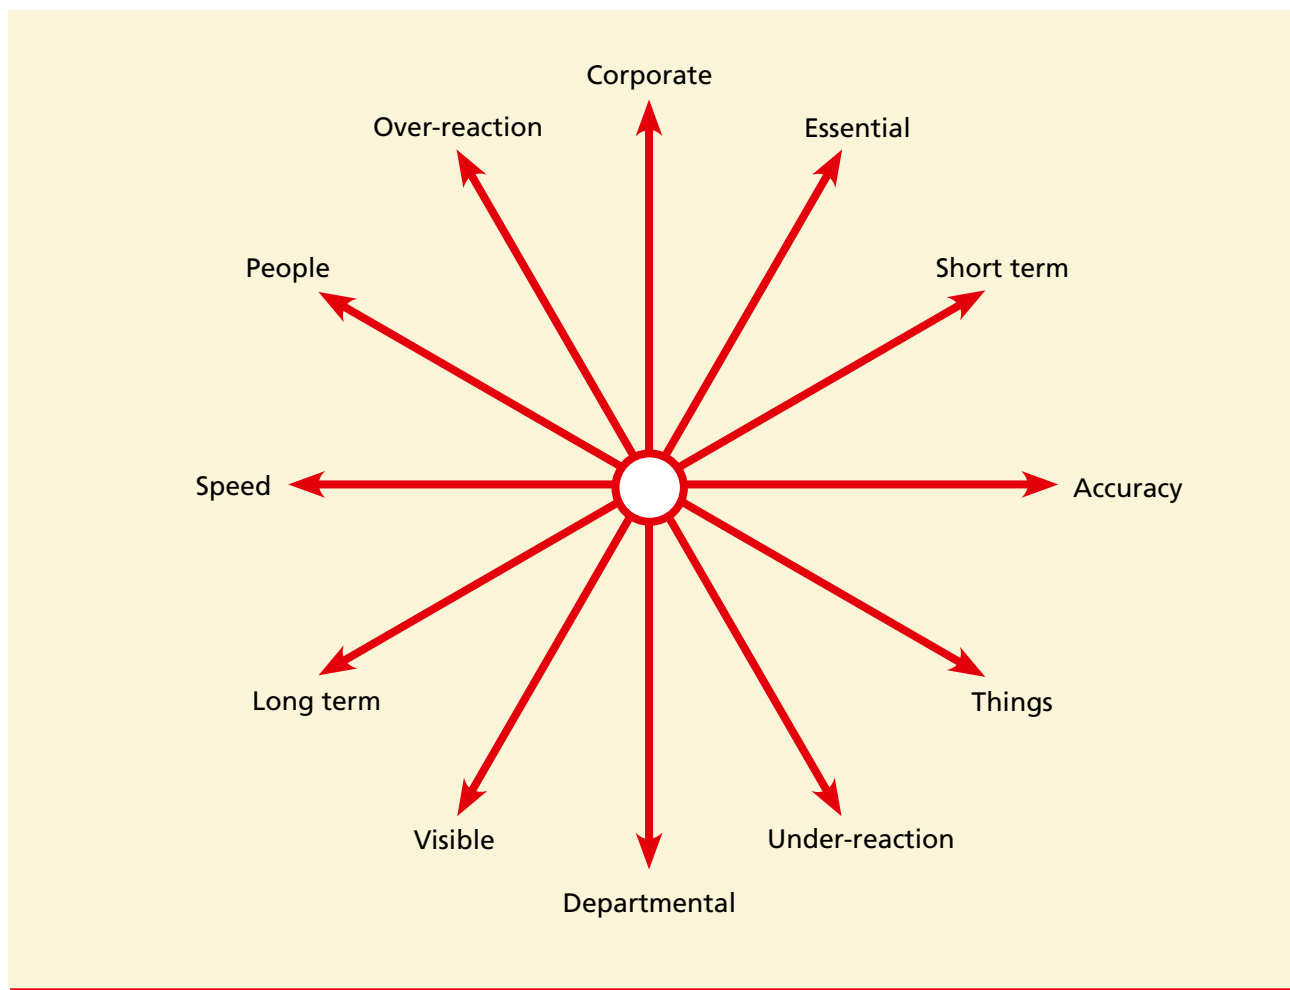 Corporate
Over-reaction
Essential
People
Short term
Speed
Accuracy
Long term
Things
Visible
Under-reaction
Departmental